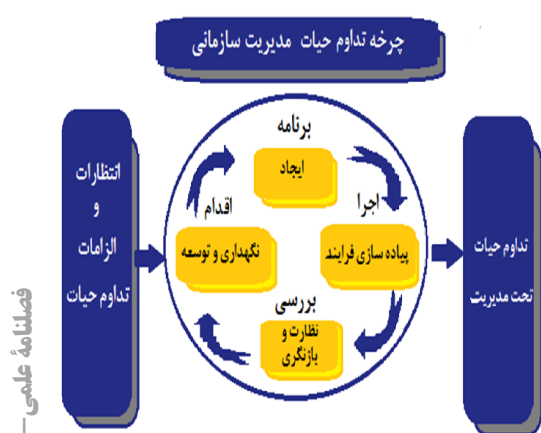 چرخه تداوم حیات مدیریت سازمانی
انتظارات
و
الزامات
تداوم حیات
برنامه
ایجاد
اجرا
پیاده سازی فرایند
بررسی
نظارت و
بازنگری
اقدام
نگهداری و توسعه
تداوم حیات
تحت مدیریت
فصلنامهٔ علمی